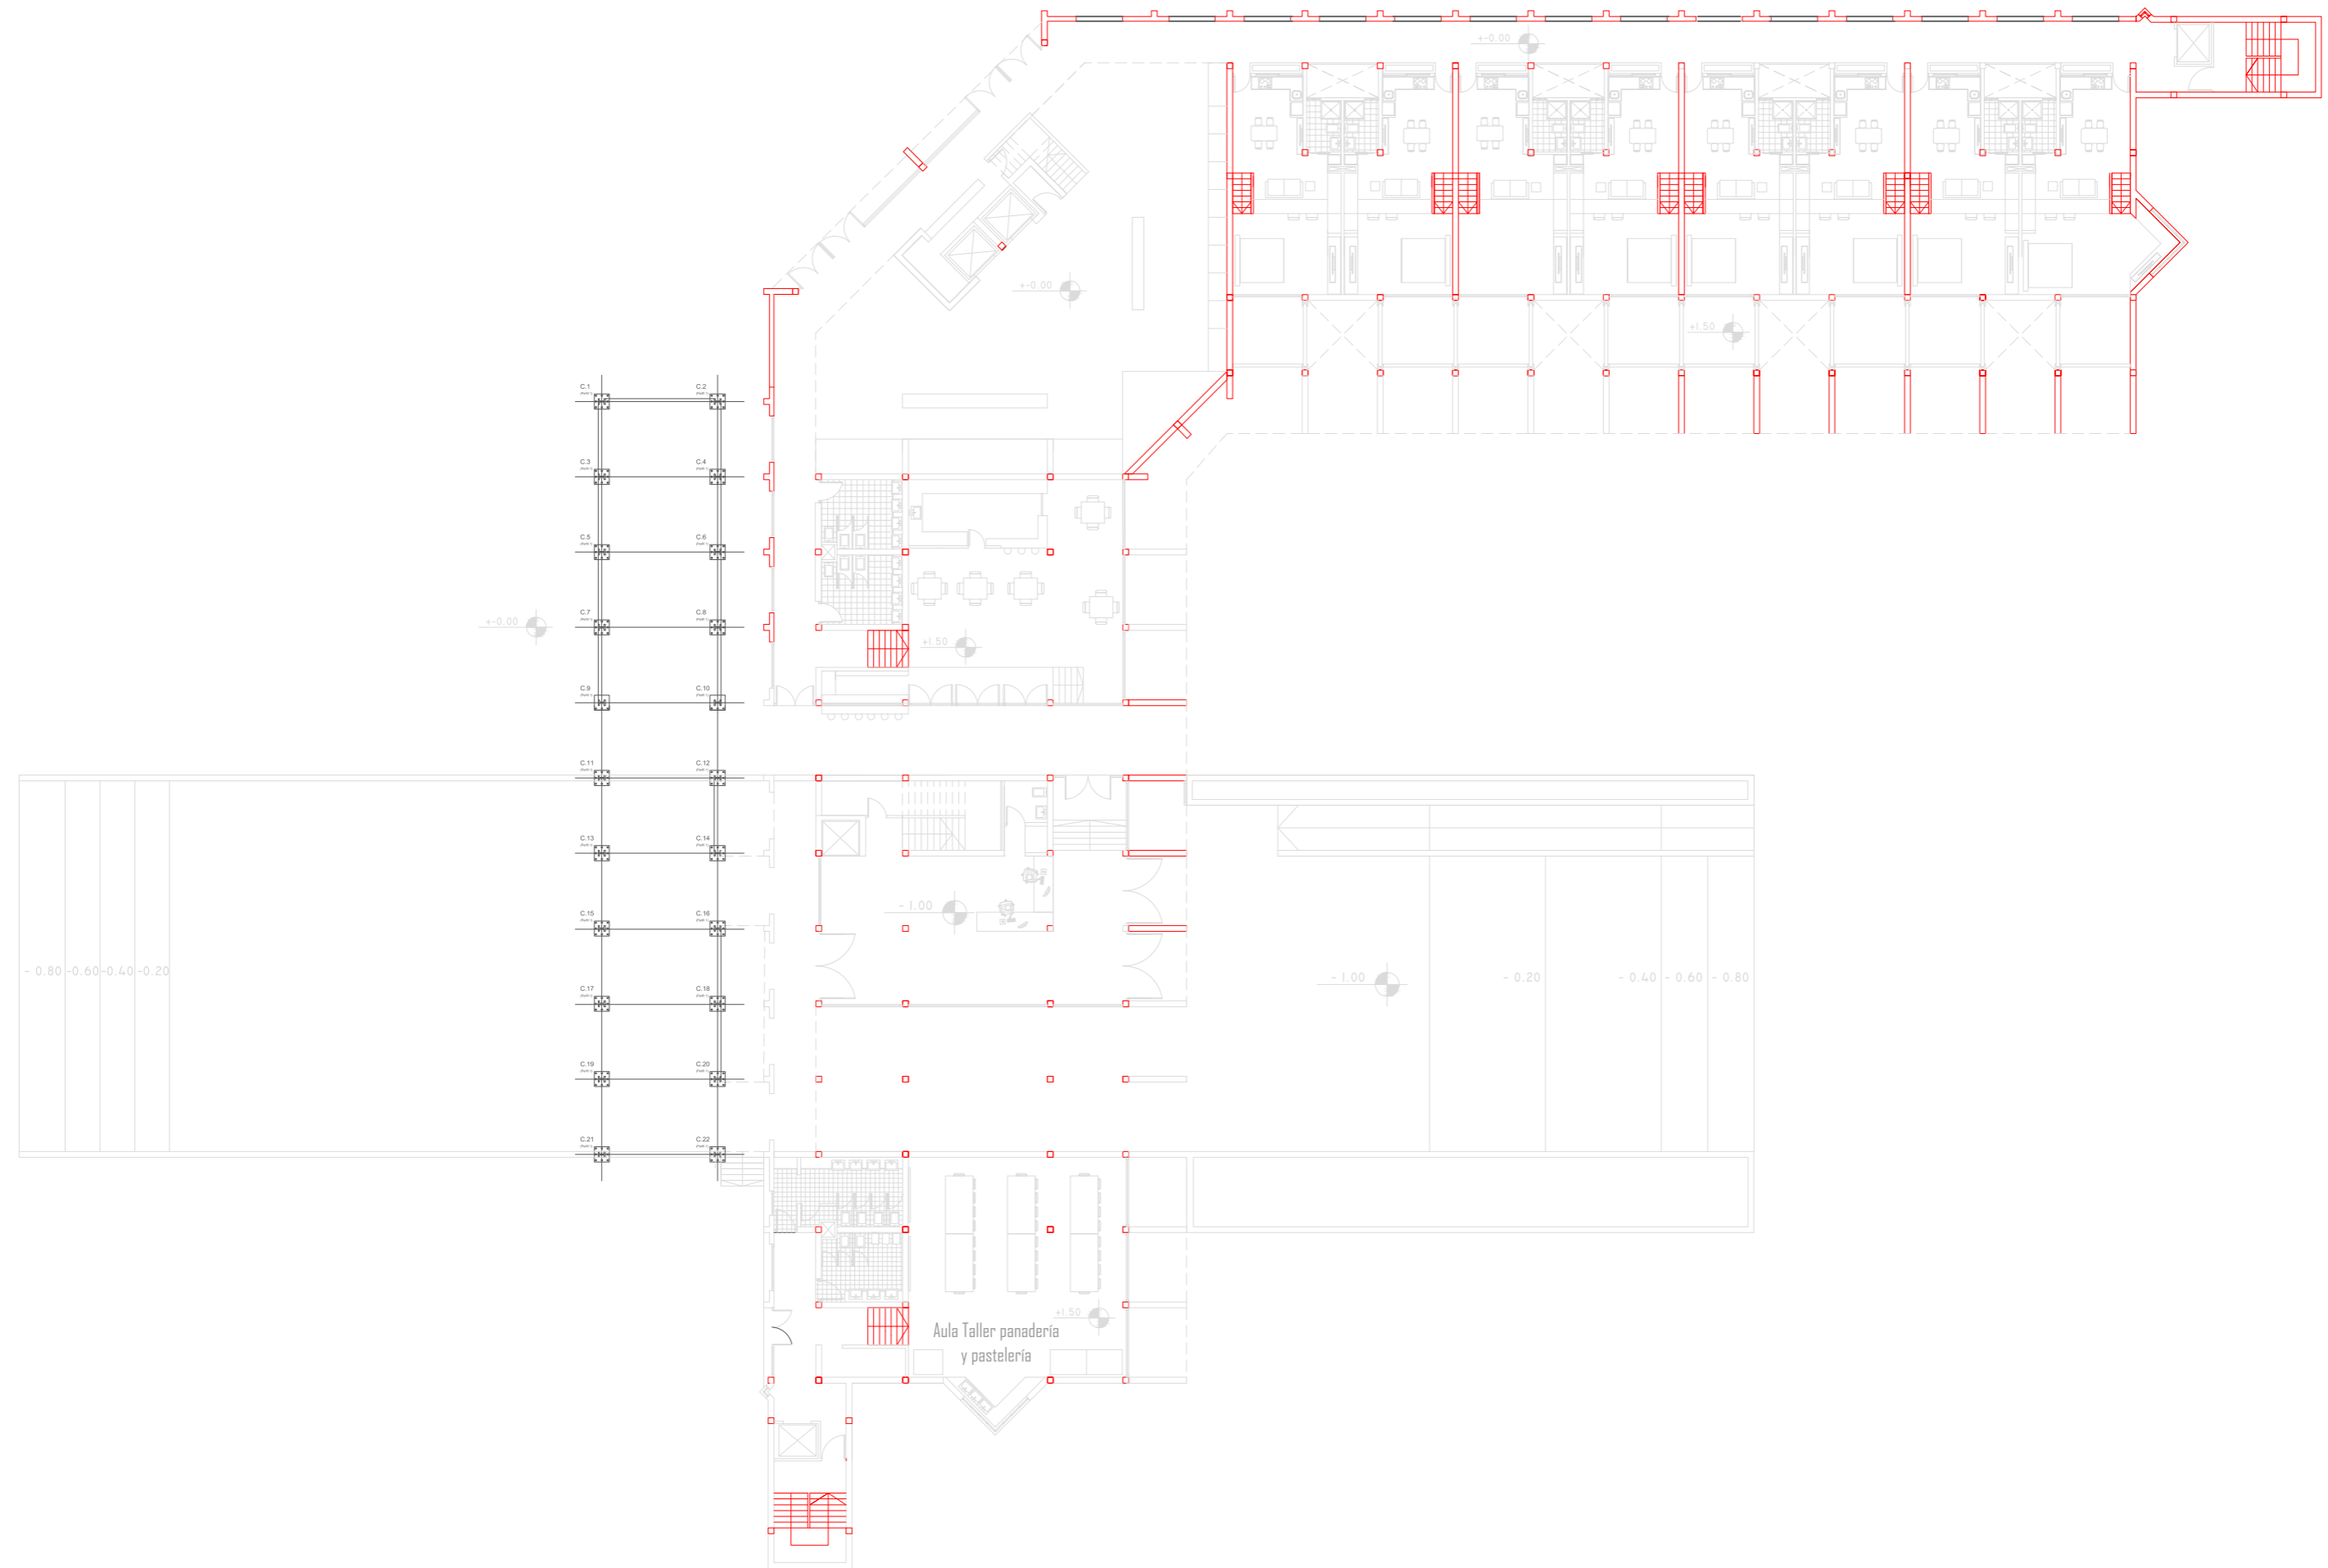 +-0.00
+-0.00
+1.50
C.1 C.2
C.3 C.4
C.5 C.6
C.7 C.8
+-0.00
+1.50
C.9 C.10
C.11 C.12
C.13 C.14
- 1.00
C.15 C.16
- 0.80 -0.60 -0.40 -0.20
- 1.00 - 0.20 - 0.40 - 0.60 - 0.80
C.17 C.18
C.19 C.20
C.21 C.22
+1.50
Aula Taller panadería
y pastelería